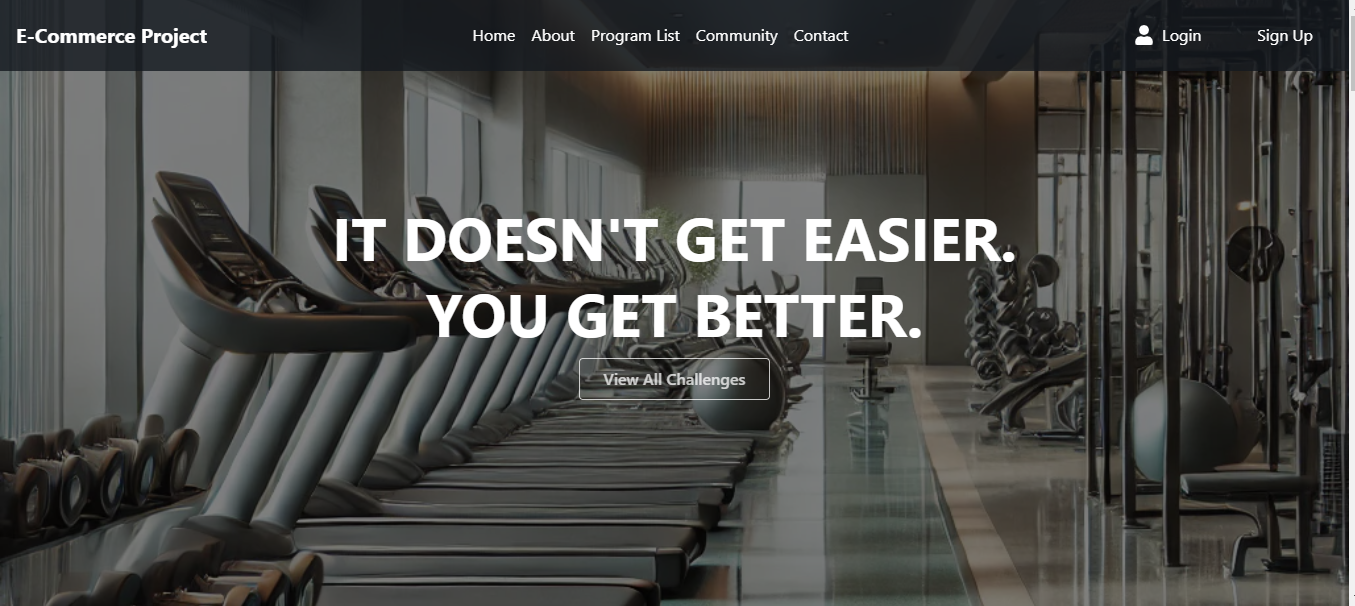 E-Commerce Project
Home About Program List Community Contact
Login
Sign Up
IT DOESN'T GET EASIER.
YOU GET BETTER.
View All Challenges